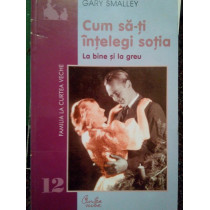 GARY SMALLEY
Cum să-ți
înțelegi soția
La bine și la greu
FAMILIA LA CURTEA VECHE
12